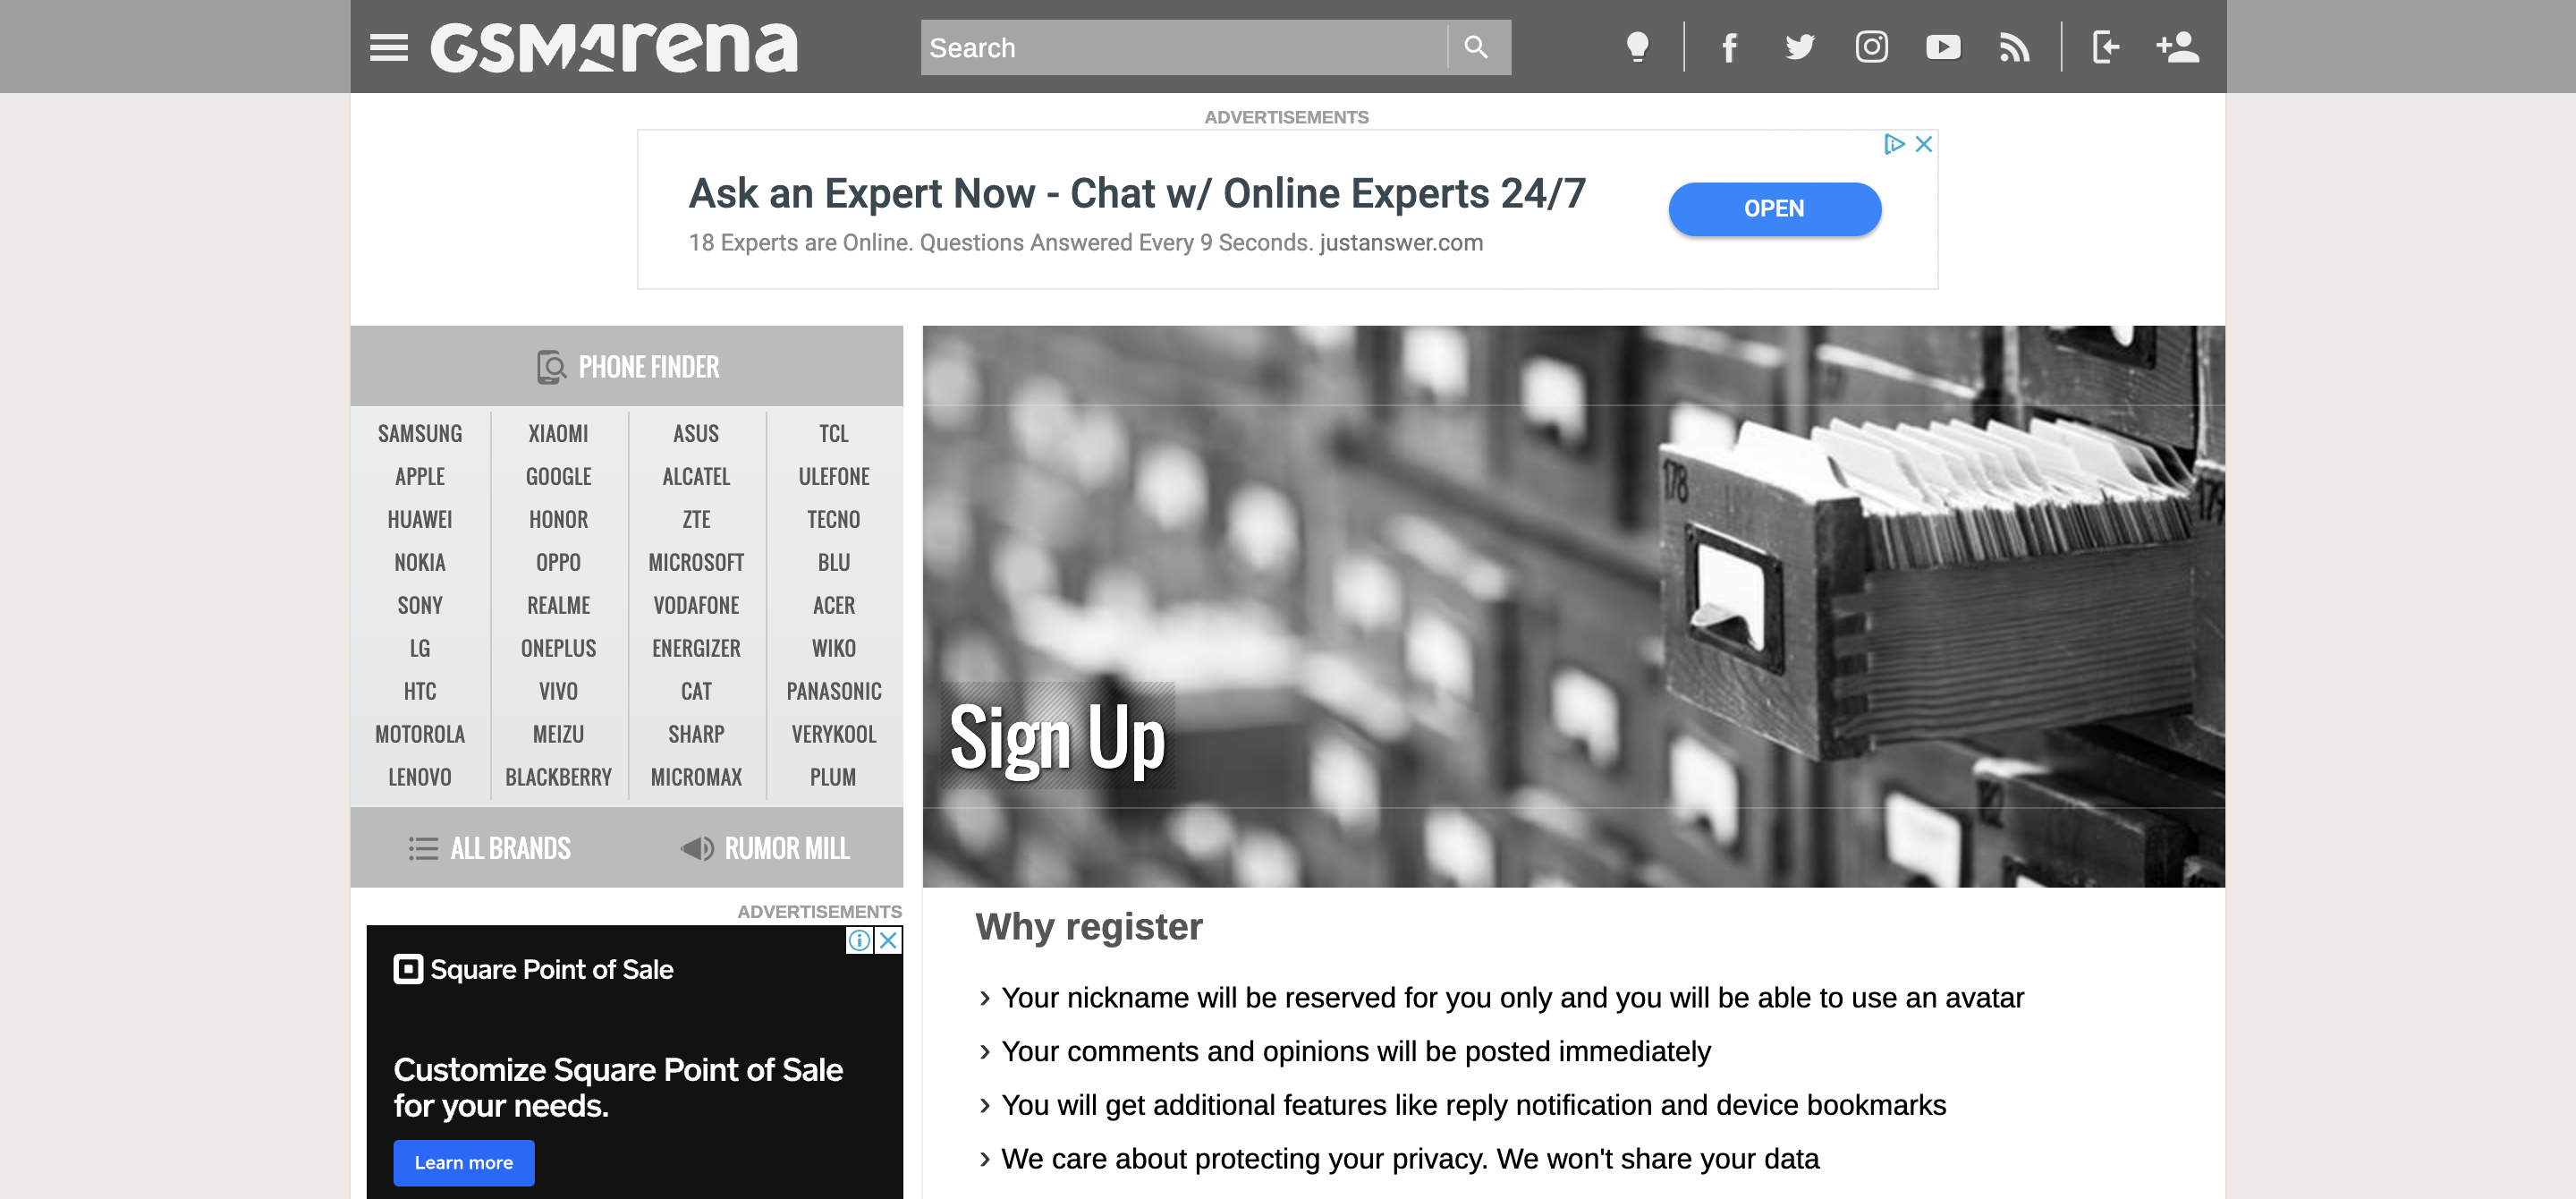 GSMArena
Search
ADVERTISEMENTS
Ask an Expert Now - Chat w/ Online Experts 24/7
18 Experts are Online. Questions Answered Every 9 Seconds. justanswer.com
OPEN
PHONE FINDER
SAMSUNG XIAOMI ASUS TCL
APPLE GOOGLE ALCATEL ULEFONE
HUAWEI HONOR ZTE TECNO
NOKIA OPPO MICROSOFT BLU
SONY REALME VODAFONE ACER
LG ONEPLUS ENERGIZER WIKO
HTC VIVO CAT PANASONIC
MOTOROLA MEIZU SHARP VERYKOOL
LENOVO BLACKBERRY MICROMAX PLUM
ALL BRANDS RUMOR MILL
ADVERTISEMENTS
Square Point of Sale
Customize Square Point of Sale
for your needs.
Learn more
178
Sign Up
Why register
Your nickname will be reserved for you only and you will be able to use an avatar
Your comments and opinions will be posted immediately
You will get additional features like reply notification and device bookmarks
We care about protecting your privacy. We won't share your data